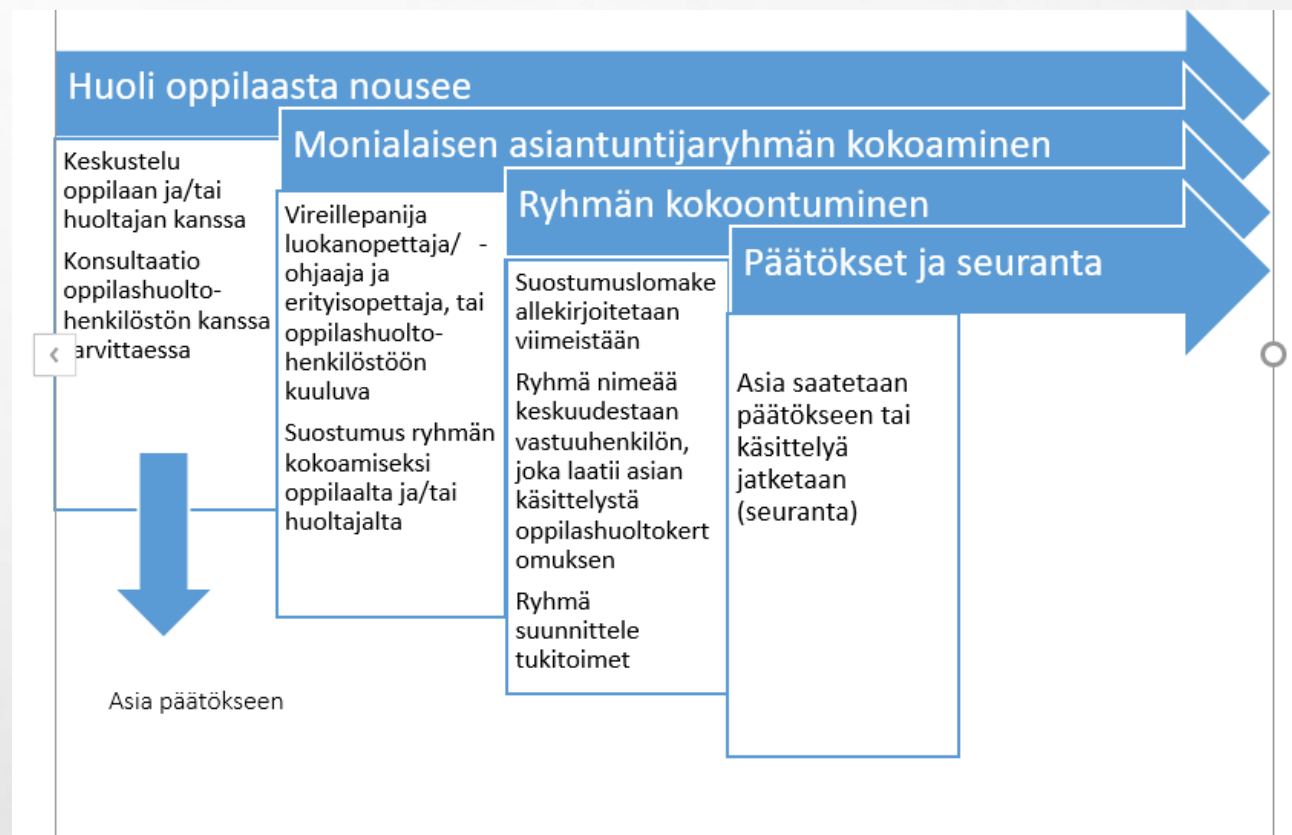 Huoli oppilaasta nousee
Keskustelu
oppilaan ja/tai
huoltajan kanssa
Konsultaatio
oppilashuolto-
henkilöstön kanssa
arvittaessa
Monialaisen asiantuntijaryhmän kokoaminen
Vireillepanija
luokanopettaja/ -
ohjaaja ja
erityisopettaja, tai
oppilashuolto-
henkilöstöön
kuuluva
Suostumus ryhmän
kokoamiseksi
oppilaalta ja/tai
huoltajalta
Ryhmän kokoontuminen
Suostumuslomake
allekirjoitetaan
viimeistään
Ryhmä nimeää
keskuudestaan
vastuuhenkilön,
joka laatii asian
käsittelystä
oppilashuoltokert
omuksen
Ryhmä
suunnittele
tukitoimet
Päätökset ja seuranta
Asia saatetaan
päätökseen tai
käsittelyä
jatketaan
(seuranta)
Asia päätökseen